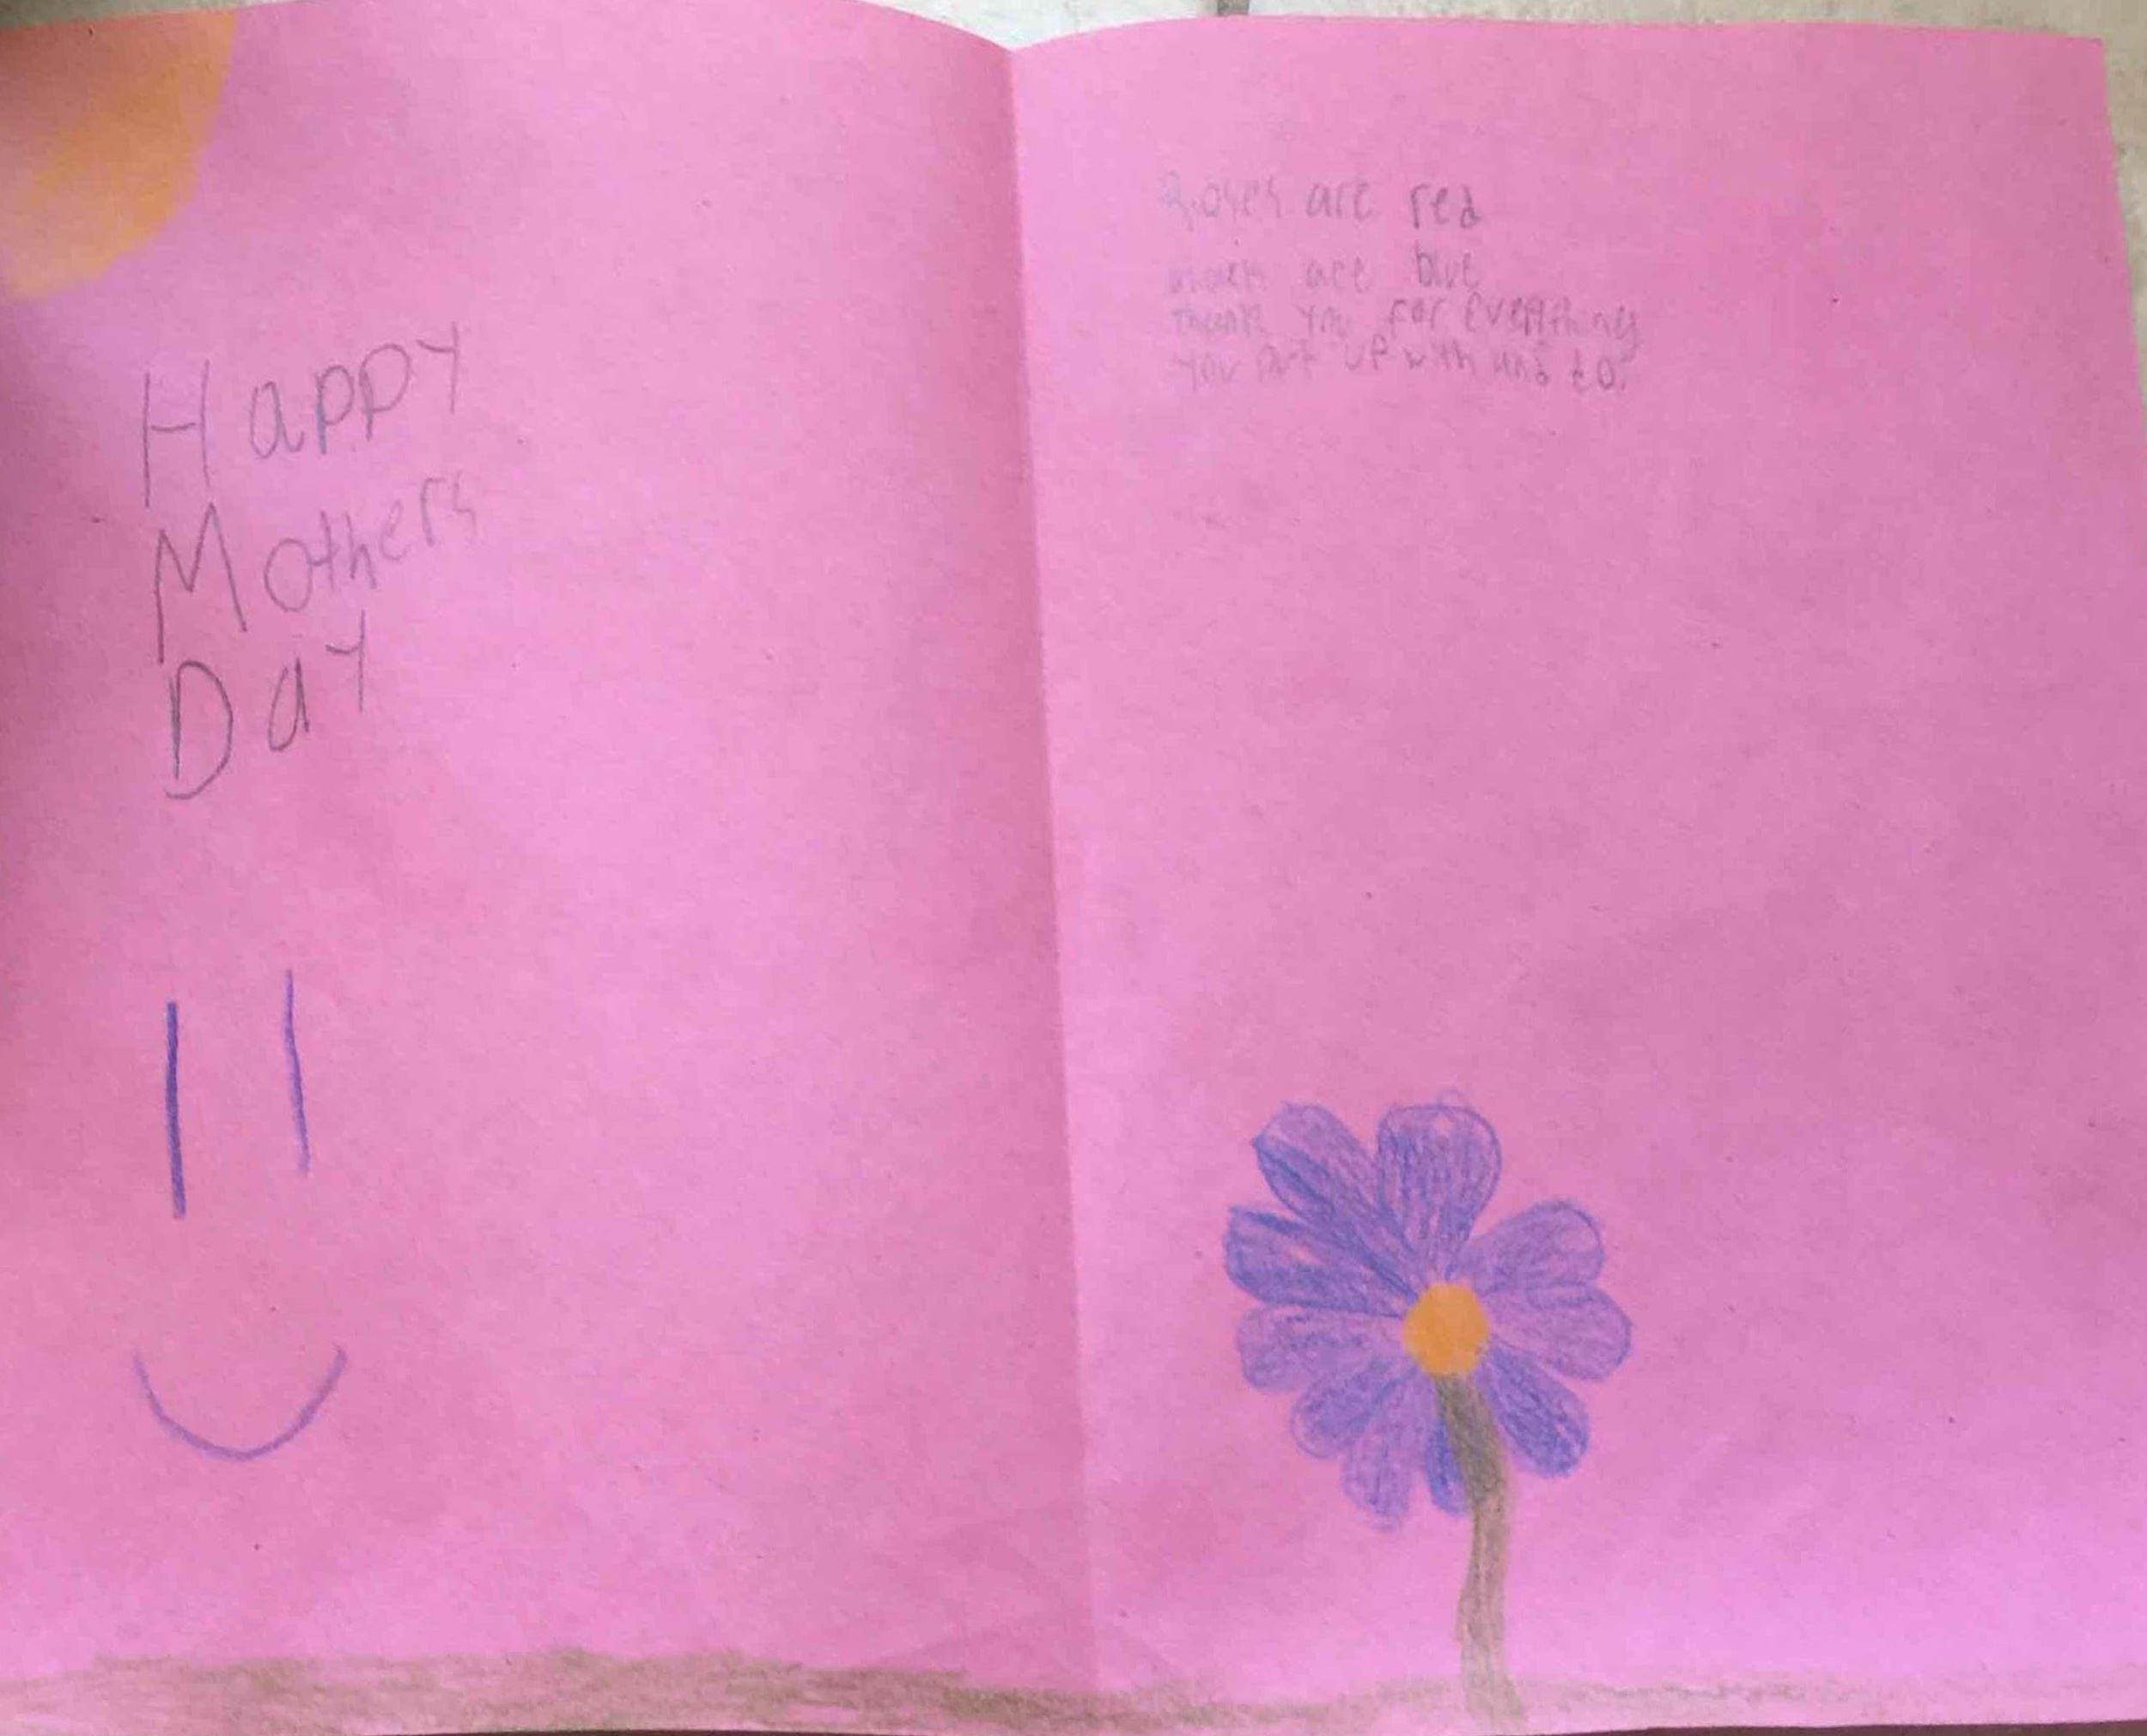 Happy
Mothers
Day
Roses are red
are blue
Thank you for everything
you put up with and do.